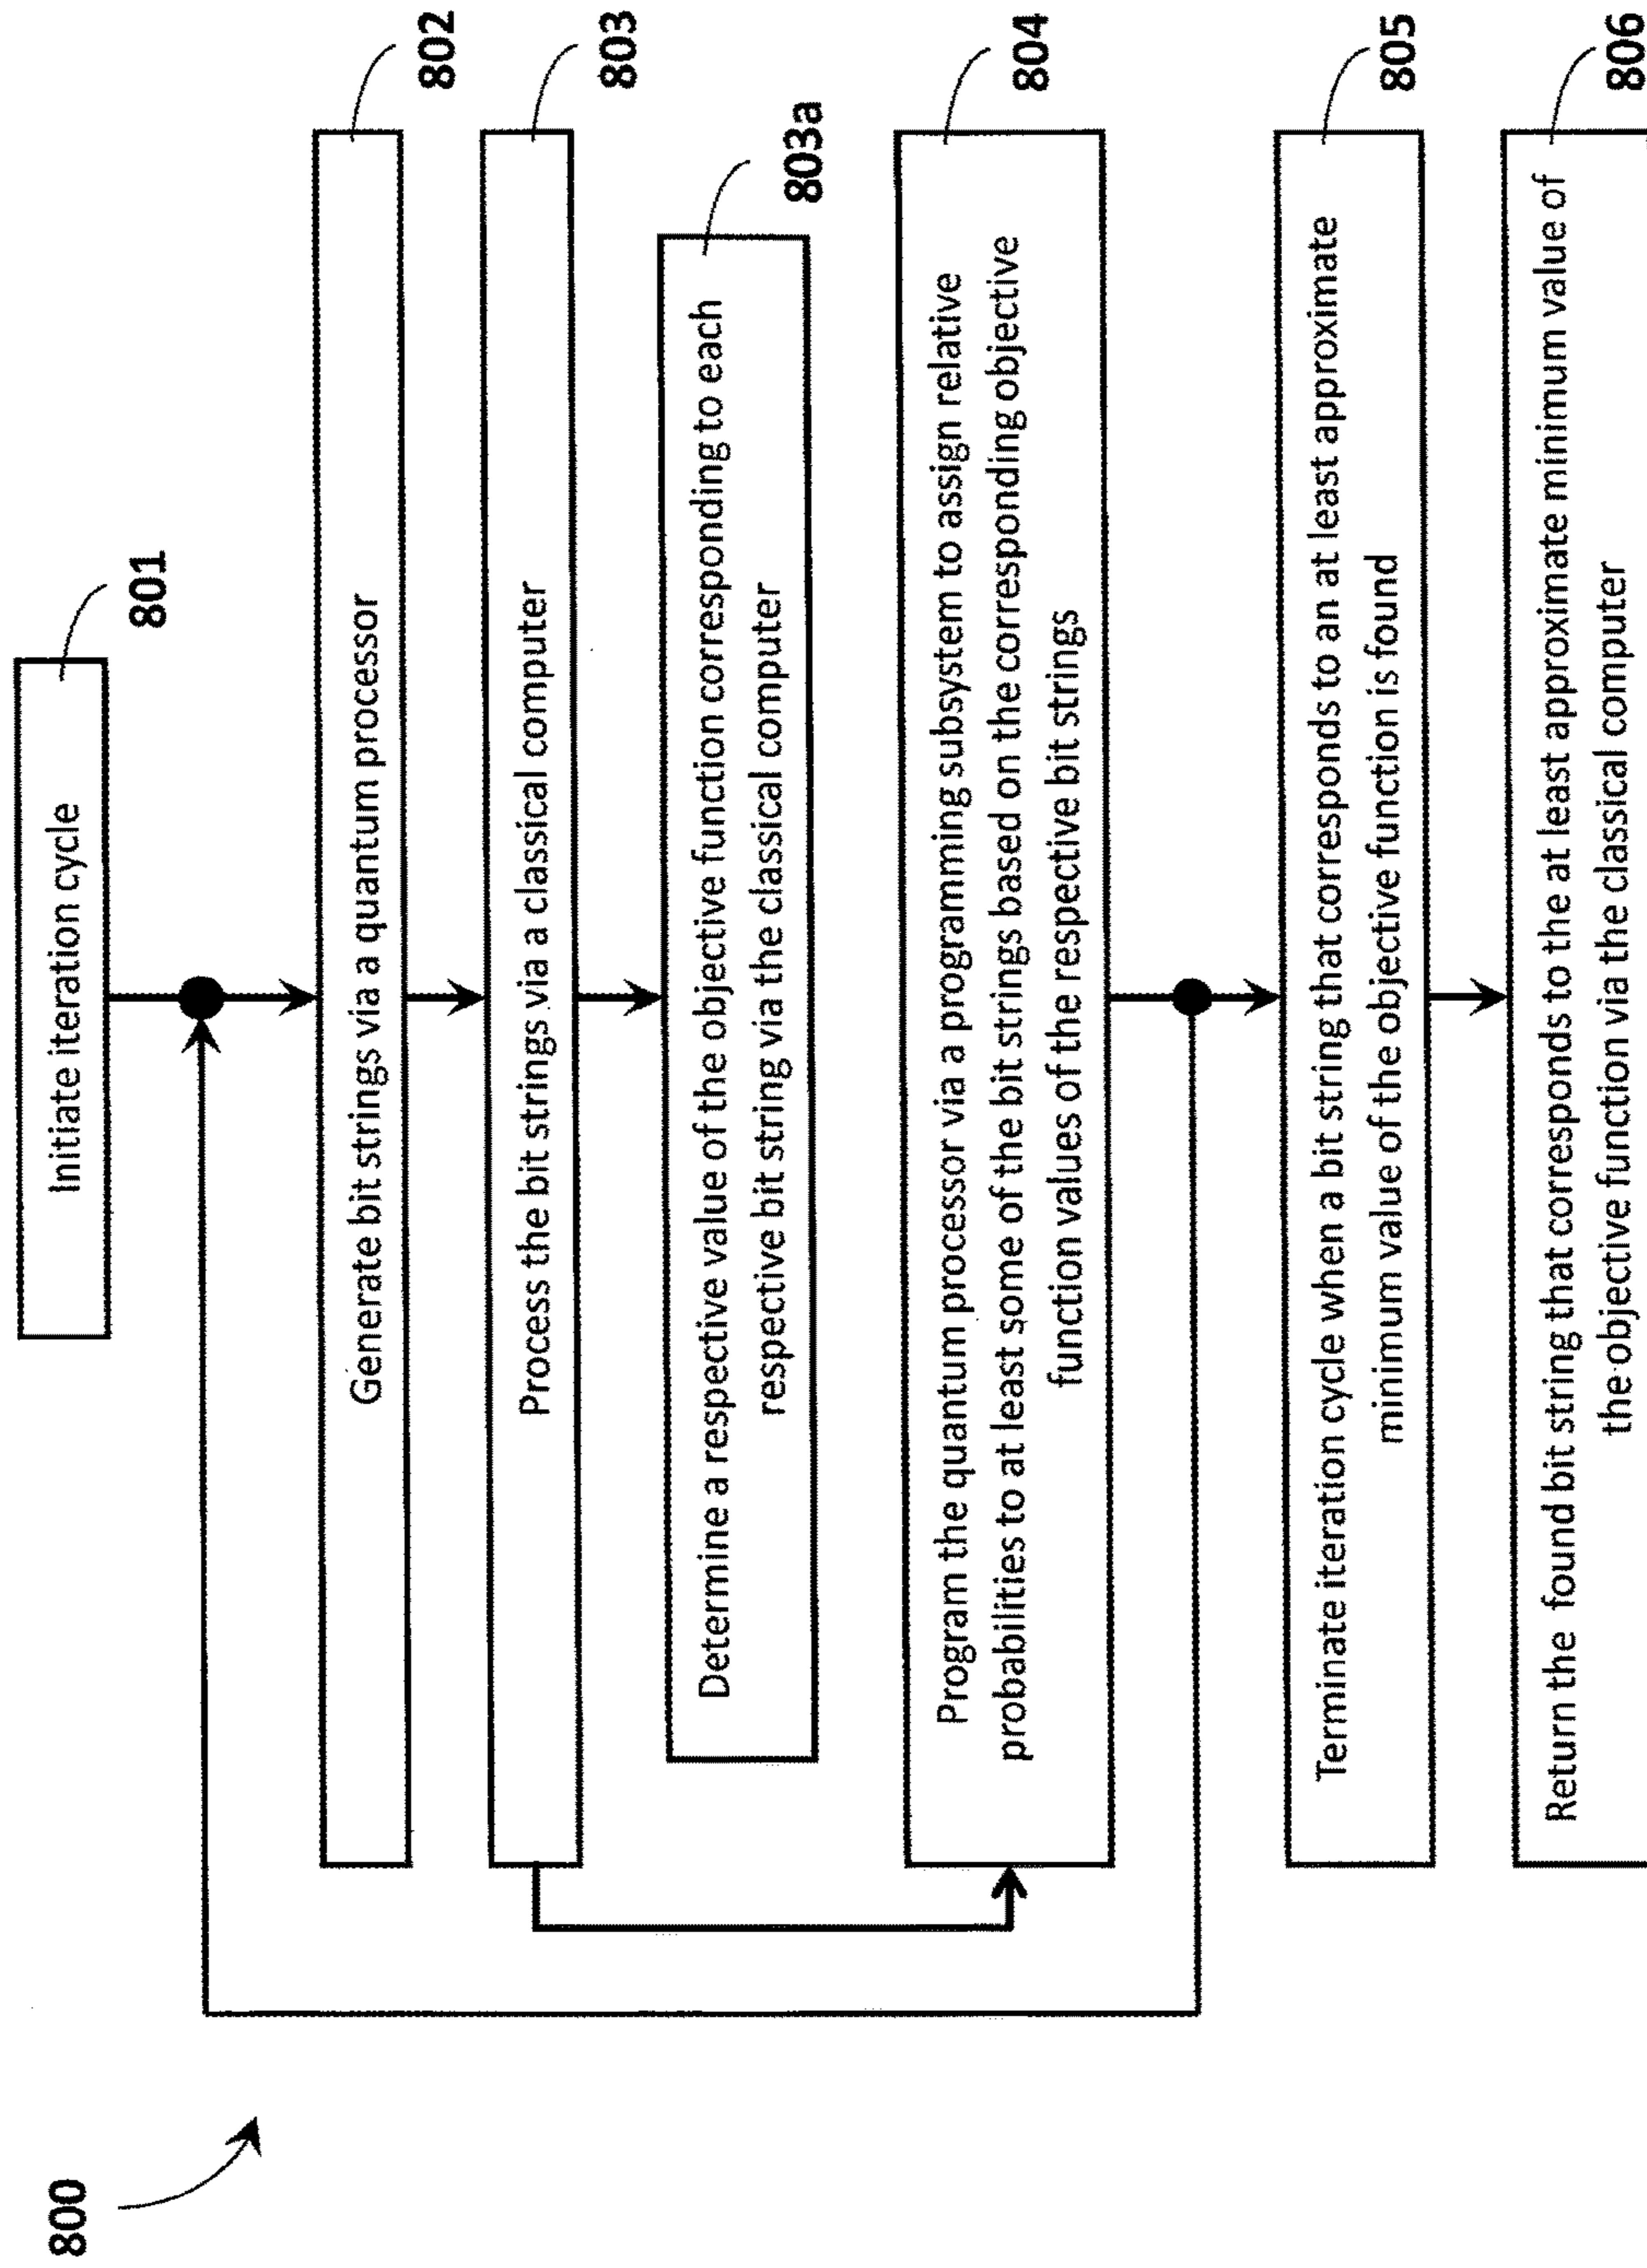 800
Initiate iteration cycle
801
Generate bit strings via a quantum processor
802
Process the bit strings via a classical computer
803
Determine a respective value of the objective function corresponding to each
respective bit string via the classical computer
803a
Program the quantum processor via a programming subsystem to assign relative
probabilities to at least some of the bit strings based on the corresponding objective
function values of the respective bit strings
804
Terminate iteration cycle when a bit string that corresponds to an at least approximate
minimum value of the objective function is found
805
Return the found bit string that corresponds to the at least approximate minimum value of
the objective function via the classical computer
806